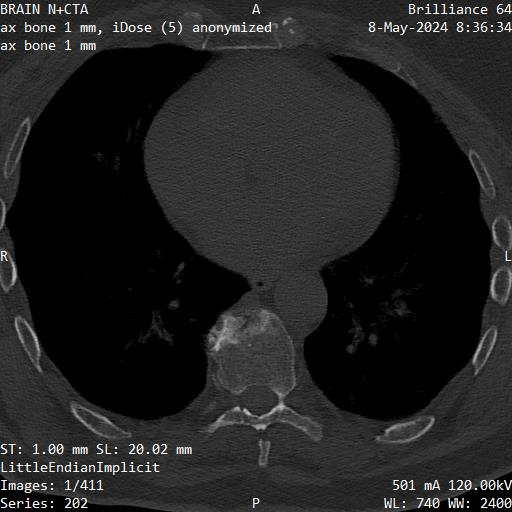 BRAIN N+CTA
ax bone 1 mm, iDose (5) anonymized
ax bone 1 mm
A
Brilliance 64
8-May-2024 8:36:34
R
L
ST: 1.00 mm SL: 20.02 mm
LittleEndianImplicit
Images: 1/411
Series: 202
P
501 mA 120.00kV
WL: 740 WW: 2400